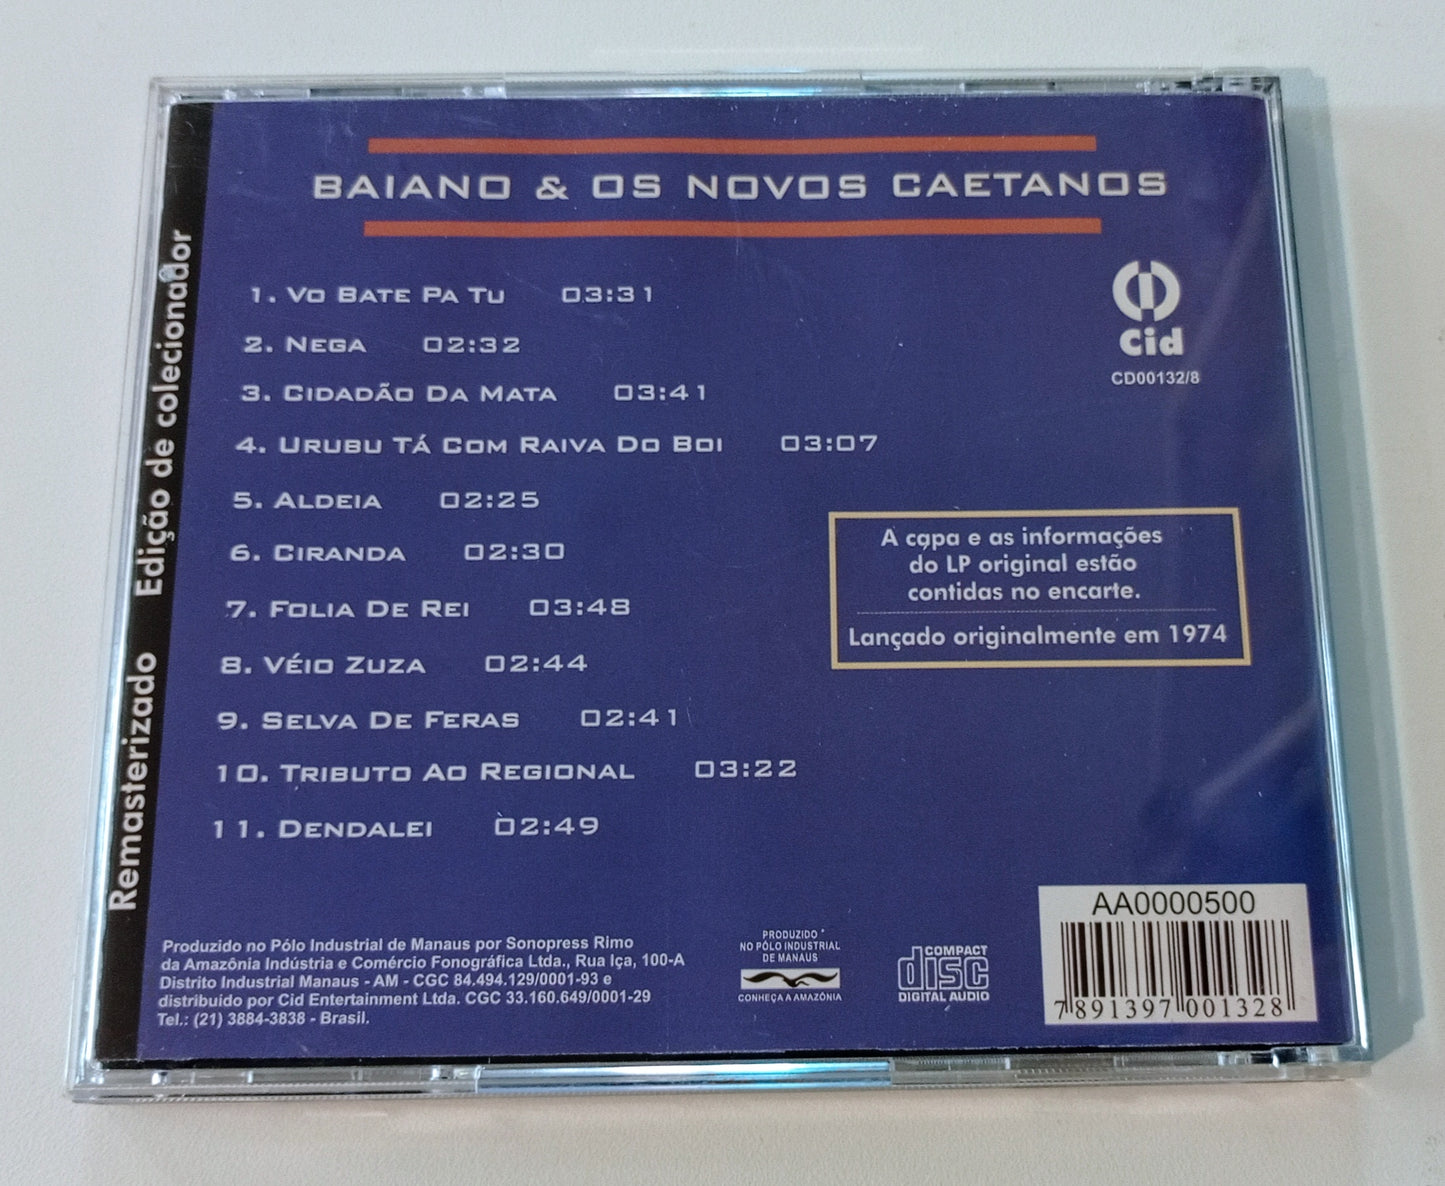 BAIANO & OS NOVOS CAETANOS
1. VO BATE PA TU 03:31
2. NEGA 02:32
3. CIDADÃO DA MATA 03:41
4. URUBU TÁ COM RAIVA DO BOI 03:07
5. ALDEIA 02:25
6. CIRANDA 02:30
7. FOLIA DE REI 03:48
8. VÉIO ZUZA 02:44
9. SELVA DE FERAS 02:41
10. TRIBUTO AO REGIONAL 03:22
11. DENDALEI 02:49
Cid
CD00132/8
A capa e as informações
do LP original estão
contidas no encarte.
Lançado originalmente em 1974
Remasterizado Edição de colecionador
Produzido no Pólo Industrial de Manaus por Sonopress Rimo
da Amazônia Indústria e Comércio Fonográfica Ltda., Rua Iça, 100-A
Distrito Industrial Manaus - AM - CGC 84.494.129/0001-93 e
distribuido por Cid Entertainment Ltda. CGC 33.160.649/0001-29
Tel.: (21) 3884-3838 - Brasil.
PRODUZIDO
NO PÓLO INDUSTRIAL
DE MANAUS
CONHEÇA A AMAZÔNIA
COMPACT
disc
DIGITAL AUDIO
AA0000500
7 891397 001328